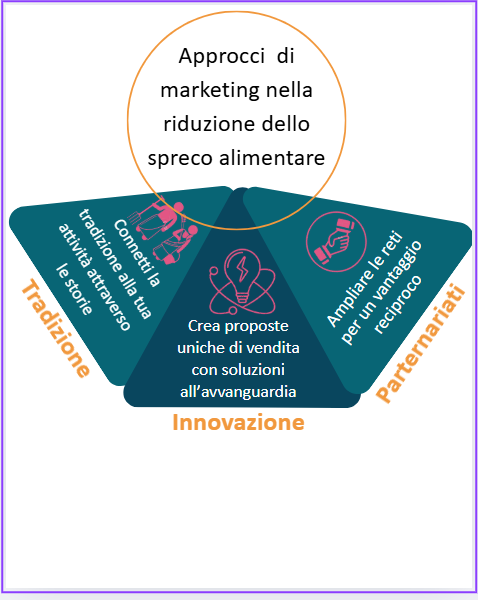 Approcci di
marketing nella
riduzione dello
spreco alimentare
Connetti la
tradizione alla tua
attività attraverso
le storie
Tradizione
Crea proposte
uniche di vendita
con soluzioni
all'avvanguardia
Innovazione
Ampliare le reti
per un vantaggio
reciproco
Parternariati